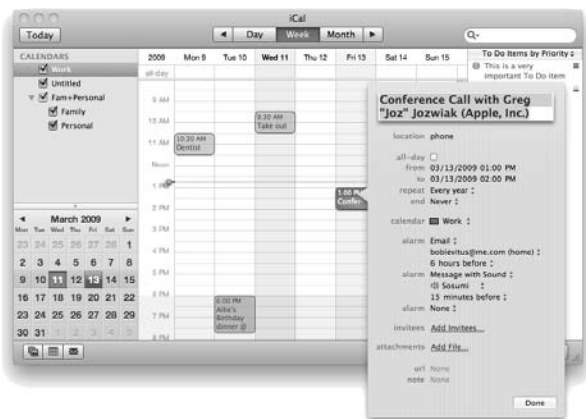 iCal
Today
Day Week Month
CALENDARS
Work
Untitled
Fam+Personal
Family
Personal
2009 Mon 9 Tue 10 Wed 11 Thu 12 Fri 13 Sat 14 Sun 15
all-day
9 AM
10 AM
11 AM
Noon
1 PM
2 PM
3 PM
4 PM
5 PM
6 PM
7 PM
8 PM
9:30 AM
Take out
10:30 AM
Dentist
1:00 PM
Confer
6:00 PM
Allie's
Birthday
dinner @
To Do Items by Priority
This is a very
important To Do item
Conference Call with Greg
"Joz" Jozwiak (Apple, Inc.)
location phone
all-day
from 03/13/2009 01:00 PM
to 03/13/2009 02:00 PM
repeat Every year
end Never
calendar Work
alarm Email
boblevitus@me.com (home)
6 hours before
alarm Message with Sound
Sosumi
15 minutes before
alarm None
invitees Add Invitees...
attachments Add File...
url None
note None
Done
March 2009
Mon Tue Wed Thu Fri Sat Sun
23 24 25 26 27 28 1
2 3 4 5 6 7 8
9 10 11 12 13 14 15
16 17 18 19 20 21 22
23 24 25 26 27 28 29
30 31 1 2 3 4 5